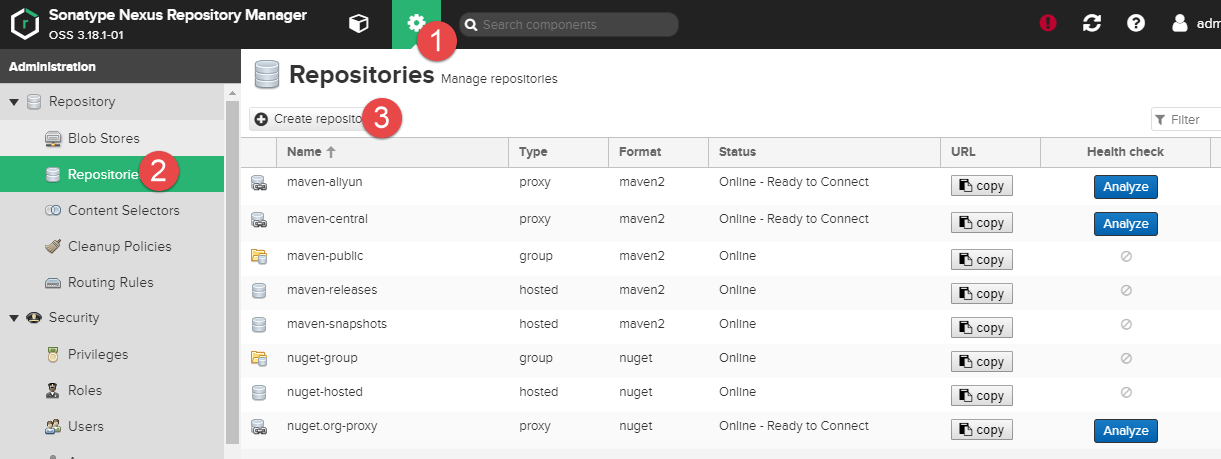 Sonatype Nexus Repository Manager
OSS 3.18.1-01
1
Search components
adm
Administration
Repository
Blob Stores
Repositorie 2
Content Selectors
Cleanup Policies
Routing Rules
Security
Privileges
Roles
Users
Repositories Manage repositories
Create reposito 3
Filter
Name Type Format Status URL Health check
maven-aliyun proxy maven2 Online - Ready to Connect copy Analyze
maven-central proxy maven2 Online - Ready to Connect copy Analyze
maven-public group maven2 Online copy
maven-releases hosted maven2 Online copy
maven-snapshots hosted maven2 Online copy
nuget-group group nuget Online copy
nuget-hosted hosted nuget Online copy
nuget.org-proxy proxy nuget Online - Ready to Connect copy Analyze